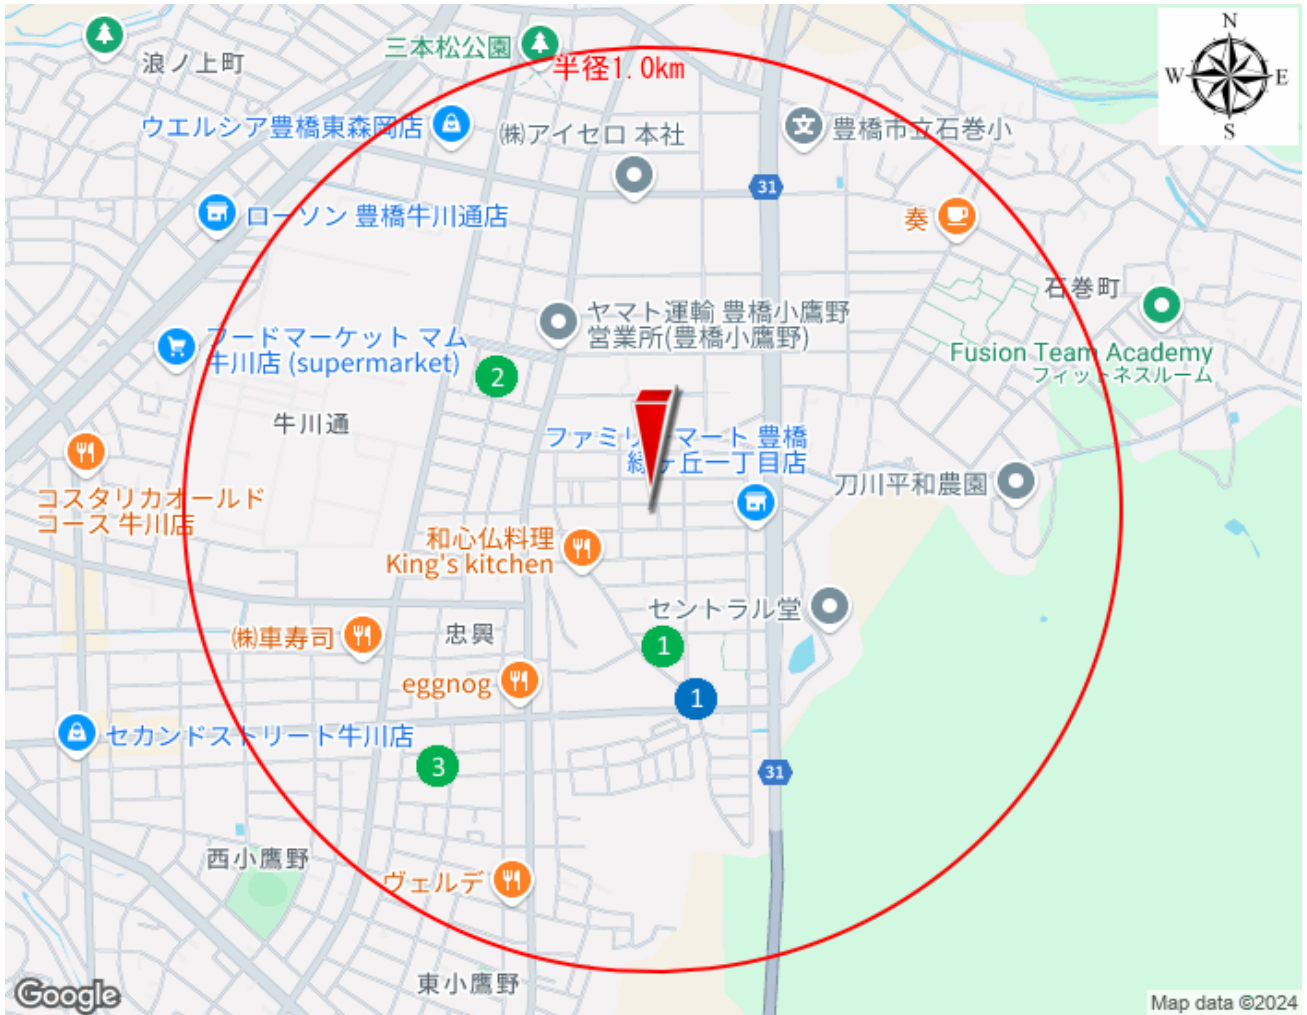 N
W E
S
三本松公園
浪ノ上町
半径1.0km
ウエルシア豊橋東森岡店
㈱アイセロ 本社
豊橋市立石巻小
文
31
ローソン 豊橋牛川通店
奏
石巻町
ヤマト運輸 豊橋小鷹野
営業所(豊橋小鷹野)
フードマーケット マム
牛川店 (supermarket)
Fusion Team Academy
フィットネスルーム
2
牛川通
ファミリーマート 豊橋
緑ヶ丘一丁目店
コスタリカオールド
コース 牛川店
刀川平和農園
和心仏料理
King's kitchen
セントラル堂
㈱車寿司
忠興
1
eggnog
1
セカンドストリート牛川店
3
31
西小鷹野
ヴェルデ
東小鷹野
Google
Map data ©2024